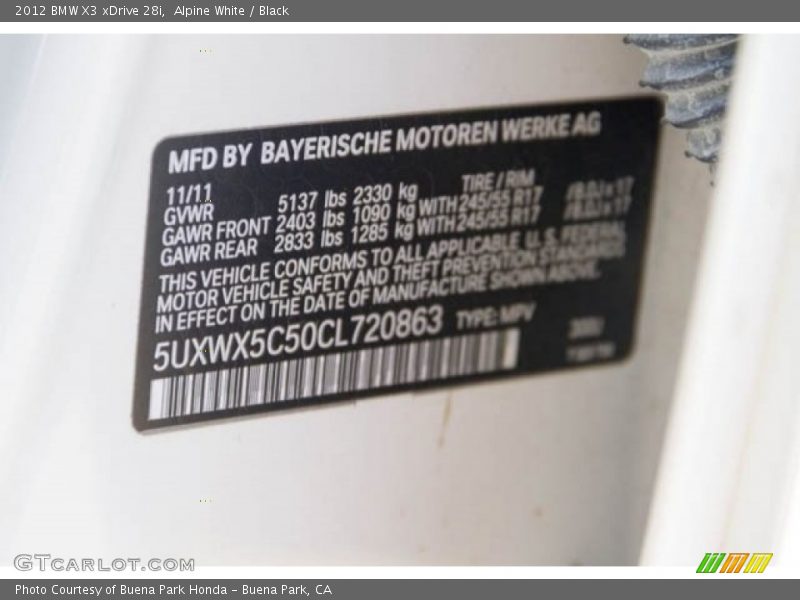 2012 BMW X3 xDrive 28i, Alpine White / Black
MFD BY BAYERISCHE MOTOREN WERKE AG
11/11 TIRE / RIM
GVWR 5137 lbs 2330 kg
GAWR FRONT 2403 lbs 1090 kg WITH 245/55 R17
GAWR REAR 2833 lbs 1285 kg WITH 245/55 R17
THIS VEHICLE CONFORMS TO ALL APPLICABLE U.S. FEDERAL
MOTOR VEHICLE SAFETY AND THEFT PREVENTION STANDARDS
IN EFFECT ON THE DATE OF MANUFACTURE SHOWN ABOVE.
5UXWX5C50CL720863 TYPE: MPV
GTCARLOT.COM
Photo Courtesy of Buena Park Honda - Buena Park, CA